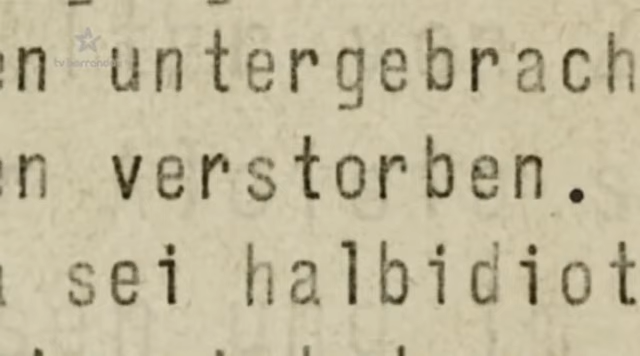 en untergebrach
en verstorben.
sei halbidiot